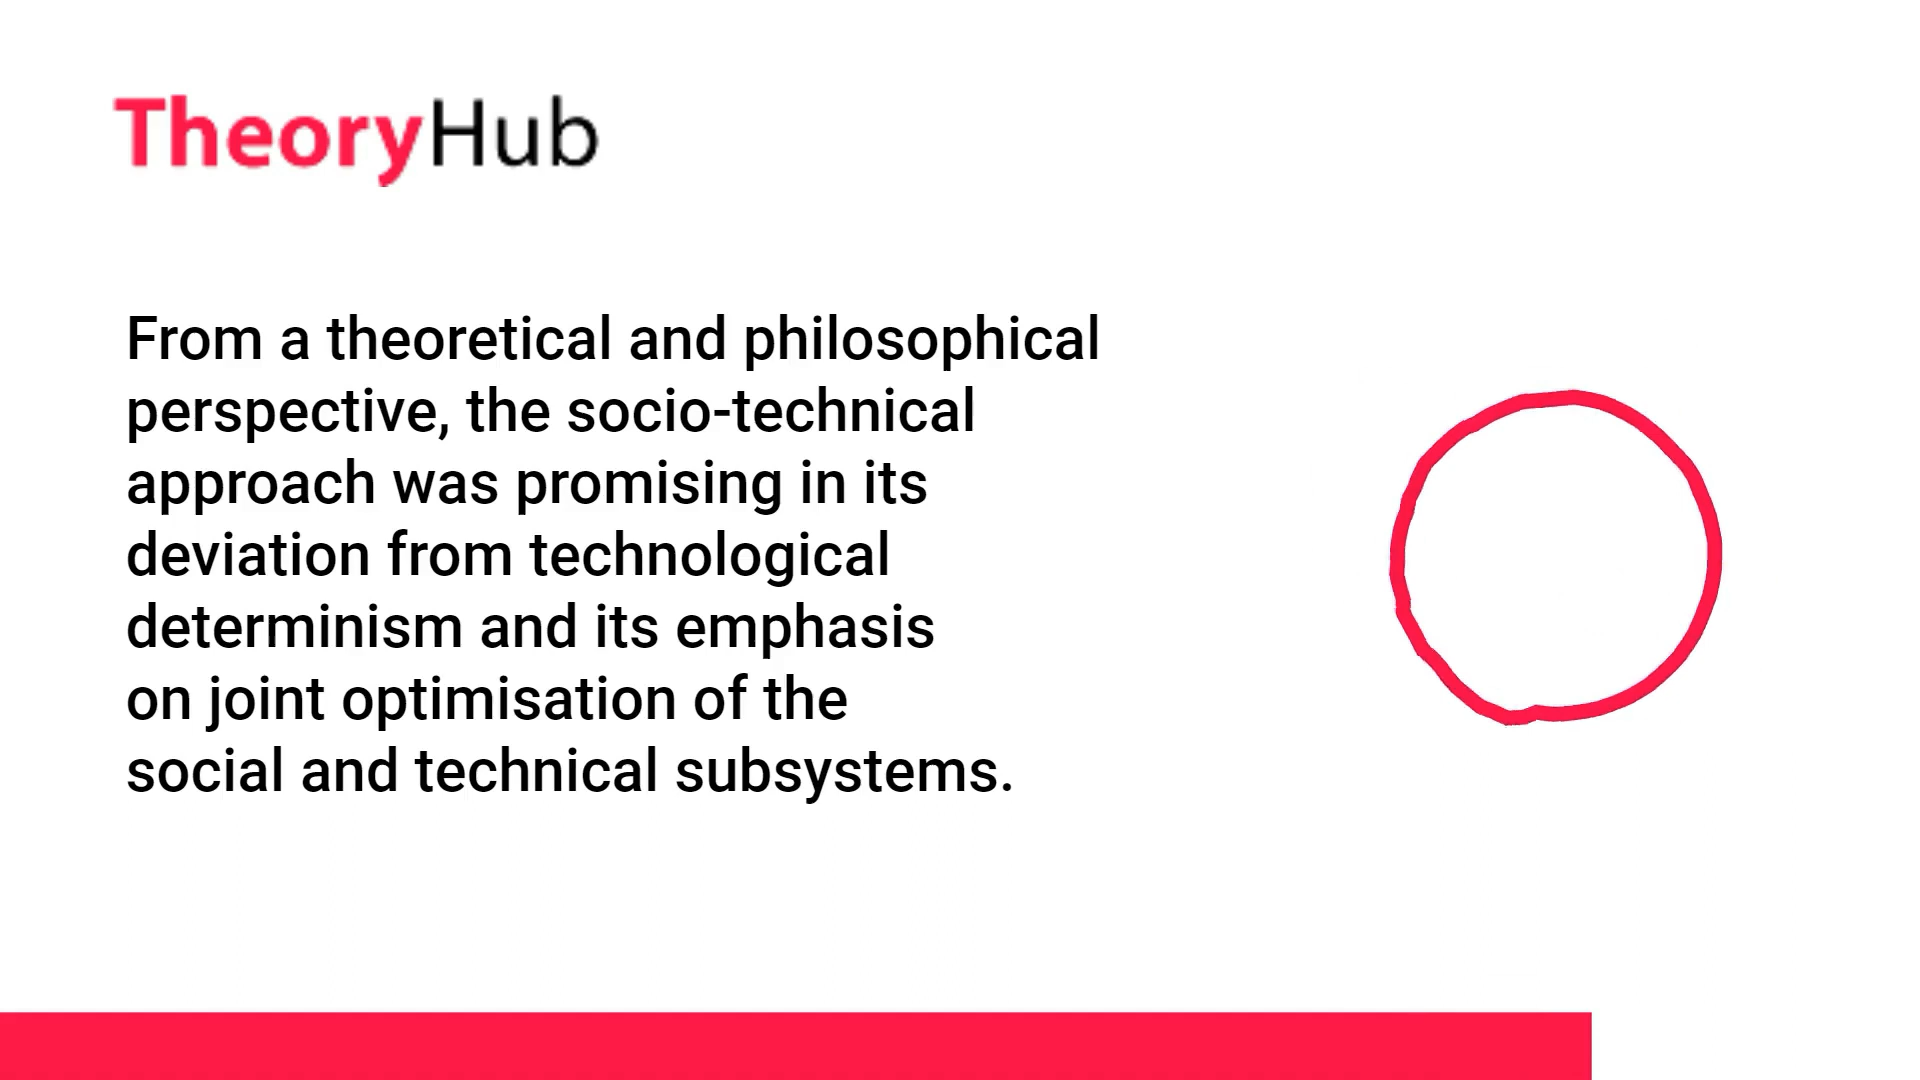 TheoryHub
From a theoretical and philosophical
perspective, the socio-technical
approach was promising in its
deviation from technological
determinism and its emphasis
on joint optimisation of the
social and technical subsystems.